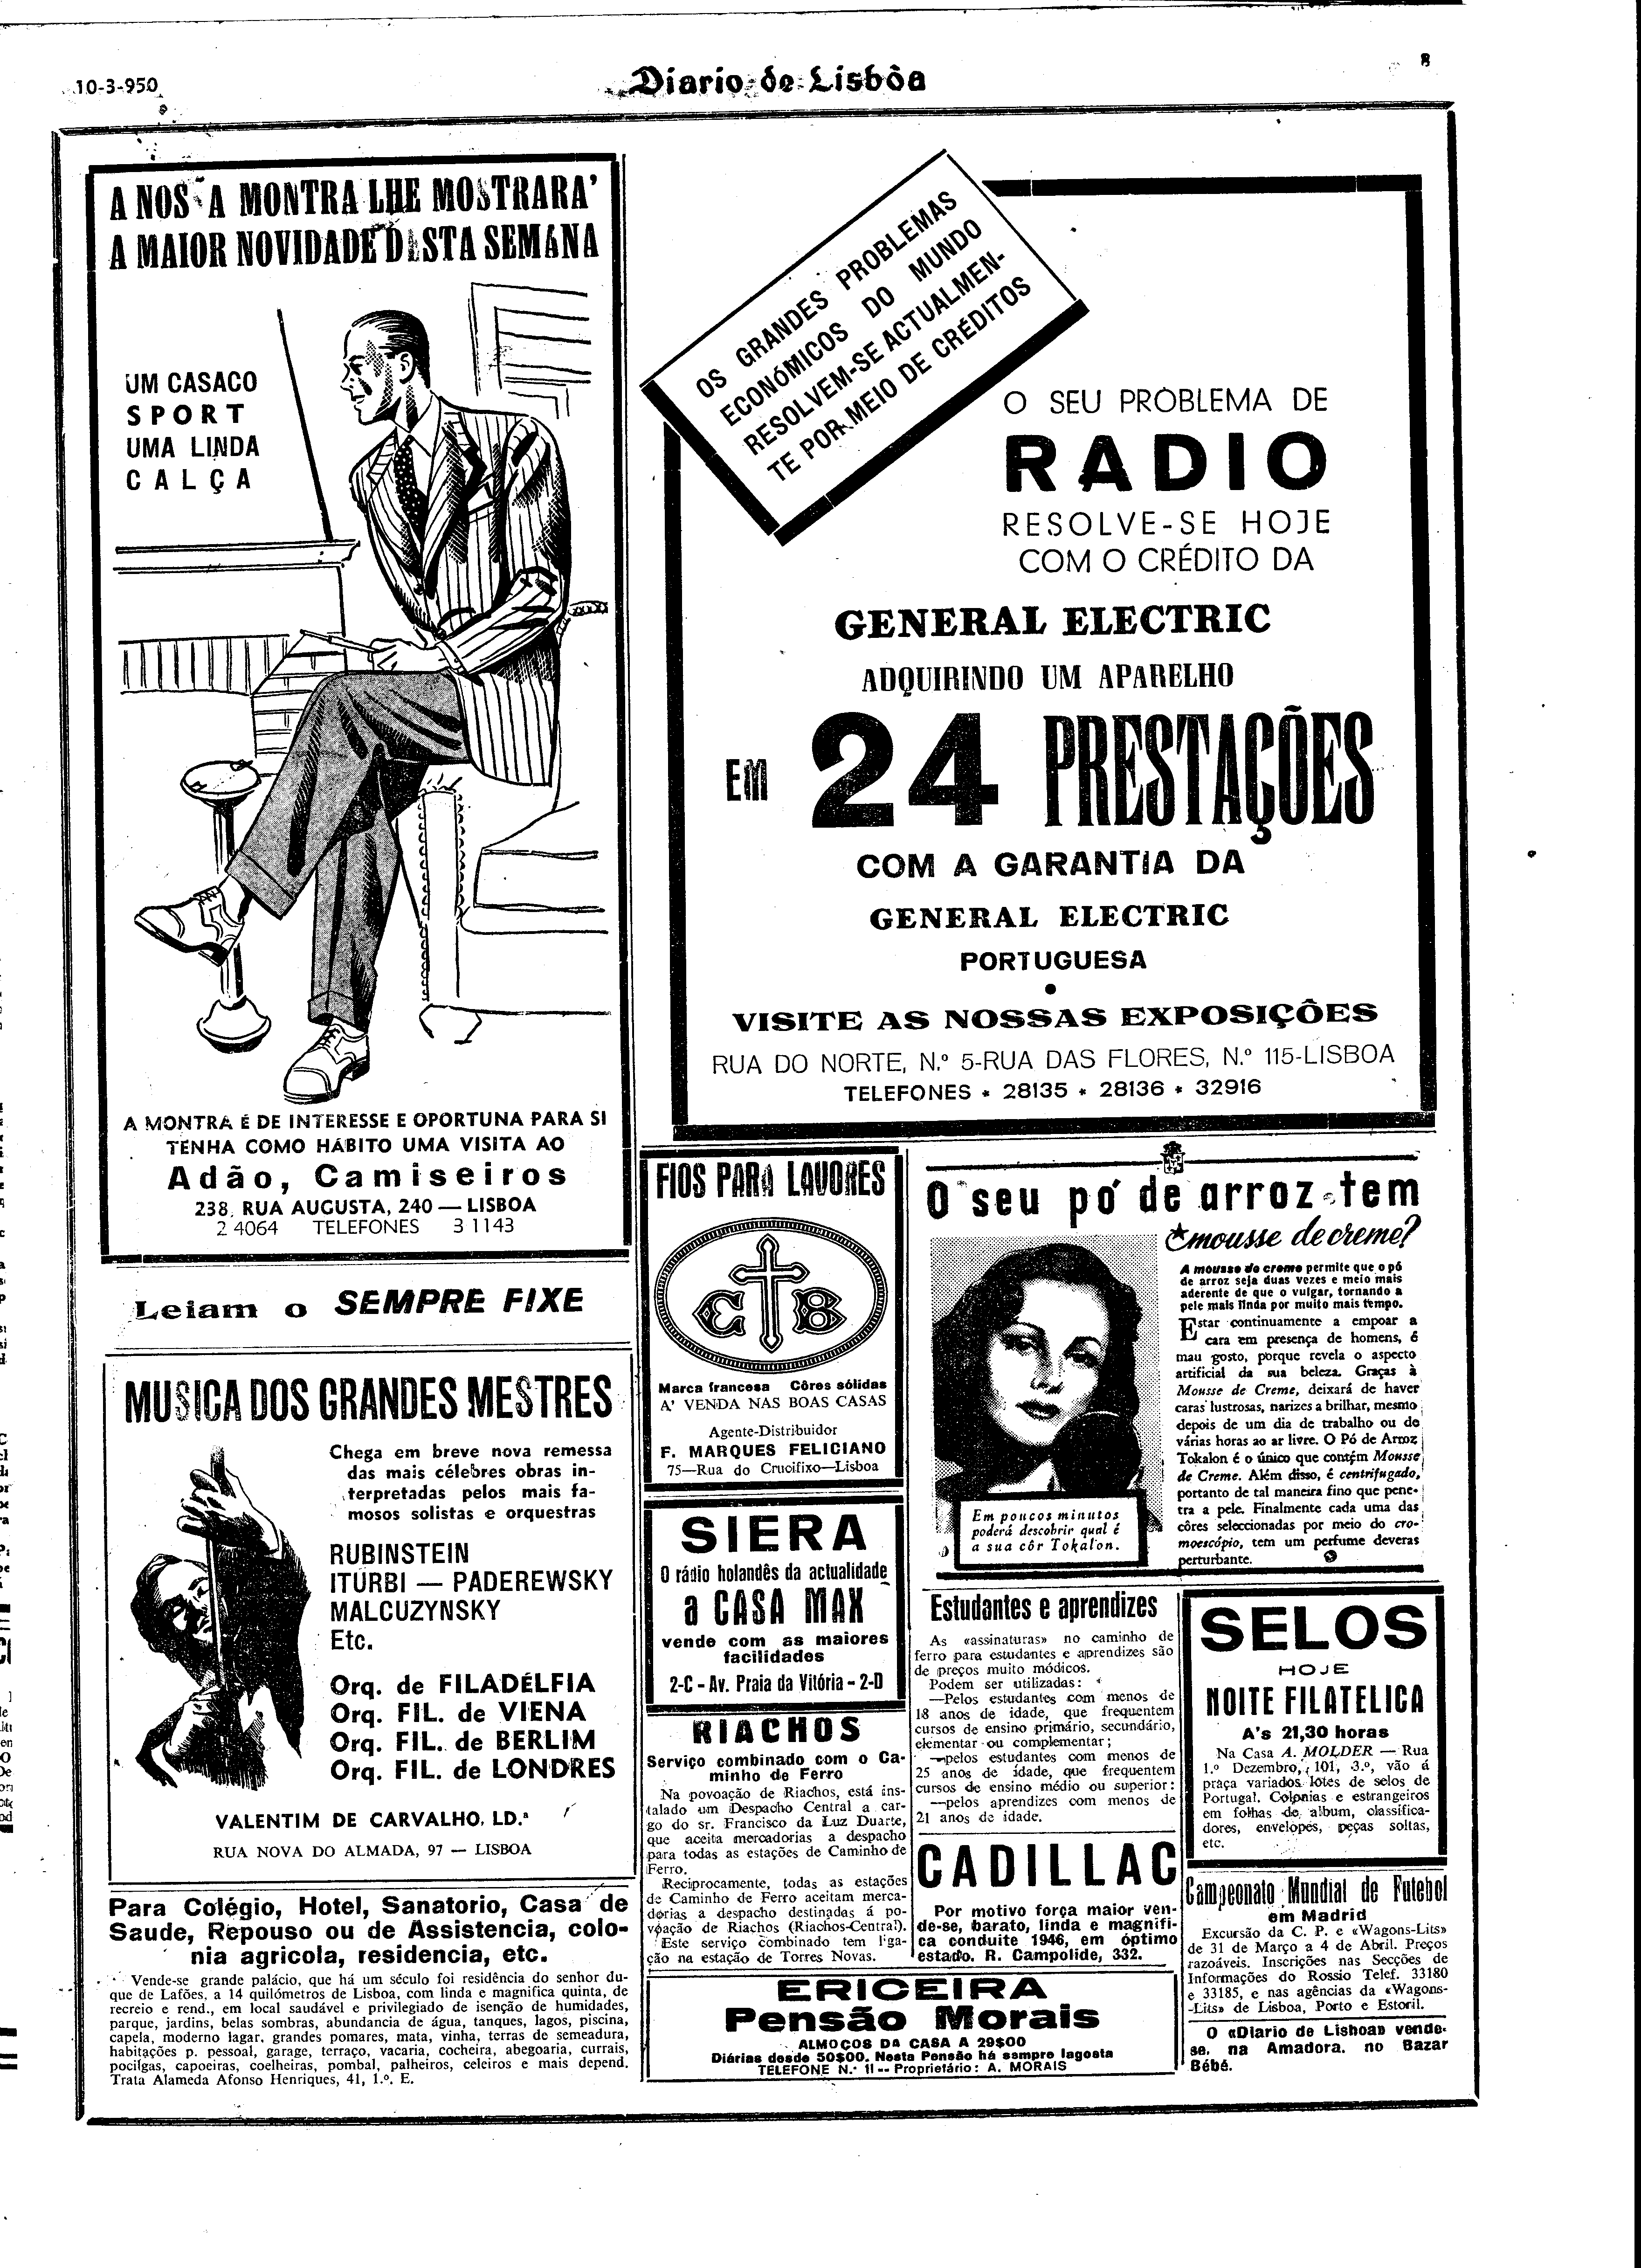 10-3-950
Diario de Lisbôa
8
A NOS A MONTRA LHE MOSTRARA'
A MAIOR NOVIDADE DESTA SEMANA
UM CASACO
SPORT
UMA LINDA
CALÇA
A MONTRA É DE INTERESSE E OPORTUNA PARA SI
TENHA COMO HÁBITO UMA VISITA AO
Adão, Camiseiros
238, RUA AUGUSTA, 240 — LISBOA
2 4064 TELEFONES 3 1143
Leiam o SEMPRE FIXE
MUSICA DOS GRANDES MESTRES
Chega em breve nova remessa
das mais célebres obras in-
terpretadas pelos mais fa-
mosos solistas e orquestras
RUBINSTEIN
ITURBI — PADEREWSKY
MALCUZYNSKY
Etc.
Orq. de FILADÉLFIA
Orq. FIL. de VIENA
Orq. FIL. de BERLIM
Orq. FIL. de LONDRES
VALENTIM DE CARVALHO, LD.ª
RUA NOVA DO ALMADA, 97 — LISBOA
Para Colégio, Hotel, Sanatorio, Casa de
Saude, Repouso ou de Assistencia, colo-
nia agricola, residencia, etc.
Vende-se grande palácio, que há um século foi residência do senhor du-
que de Lafões, a 14 quilómetros de Lisboa, com linda e magnifica quinta, de
recreio e rend., em local saudável e privilegiado de isenção de humidades,
parque, jardins, belas sombras, abundancia de água, tanques, lagos, piscina,
capela, moderno lagar, grandes pomares, mata, vinha, terras de semeadura,
habitações p. pessoal, garage, terraço, vacaria, cocheira, abegoaria, currais,
pocilgas, capoeiras, coelheiras, pombal, palheiros, celeiros e mais depend.
Trata Alameda Afonso Henriques, 41, 1.º, E.
OS GRANDES PROBLEMAS
ECONÓMICOS DO MUNDO
RESOLVEM-SE ACTUALMEN-
TE POR MEIO DE CRÉDITOS
O SEU PROBLEMA DE
RADIO
RESOLVE-SE HOJE
COM O CRÉDITO DA
GENERAL ELECTRIC
ADQUIRINDO UM APARELHO
EM 24 PRESTAÇÕES
COM A GARANTIA DA
GENERAL ELECTRIC
PORTUGUESA
VISITE AS NOSSAS EXPOSIÇÕES
RUA DO NORTE, N.º 5-RUA DAS FLORES, N.º 115-LISBOA
TELEFONES * 28135 * 28136 * 32916
FIOS PARA LAVORES
C B
Marca francesa Côres sólidas
A' VENDA NAS BOAS CASAS
Agente-Distribuidor
F. MARQUES FELICIANO
75—Rua do Crucifixo—Lisboa
SIERA
O rádio holandês da actualidade
a CASA MAX
vende com as maiores
facilidades
2-C - Av. Praia da Vitória - 2-D
RIACHOS
Serviço combinado com o Ca-
minho de Ferro
Na povoação de Riachos, está ins-
talado um Despacho Central a car-
go do sr. Francisco da Luz Duarte,
que aceita mercadorias a despacho
para todas as estações de Caminho de
Ferro.
Reciprocamente, todas as estações
de Caminho de Ferro aceitam merca-
dorias a despacho destinadas á po-
voação de Riachos (Riachos-Central).
Este serviço combinado tem liga-
ção na estação de Torres Novas.
O seu pó de arroz tem
mousse de creme?
A mousse de creme permite que o pó
de arroz seja duas vezes e meio mais
aderente de que o vulgar, tornando a
pele mais linda por muito mais tempo.
Estar continuamente a empoar a
cara em presença de homens, é
mau gosto, porque revela o aspecto
artificial da sua beleza. Graças à
Mousse de Creme, deixará de haver
caras lustrosas, narizes a brilhar, mesmo
depois de um dia de trabalho ou de
várias horas ao ar livre. O Pó de Arroz
Tokalon é o único que contém Mousse
de Creme. Além disso, é centrifugado,
portanto de tal maneira fino que pene-
tra a pele. Finalmente cada uma das
côres seleccionadas por meio do cro-
moescópio, tem um perfume deveras
perturbante.
Em poucos minutos
poderá descobrir qual é
a sua côr Tokalon.
Estudantes e aprendizes
As «assinaturas» no caminho de
ferro para estudantes e aprendizes são
de preços muito módicos.
Podem ser utilizadas:
—Pelos estudantes com menos de
18 anos de idade, que frequentem
cursos de ensino primário, secundário,
elementar ou complementar;
—pelos estudantes com menos de
25 anos de idade, que frequentem
cursos de ensino médio ou superior:
—pelos aprendizes com menos de
21 anos de idade.
CADILLAC
Por motivo força maior ven-
de-se, barato, linda e magnifi-
ca conduite 1946, em óptimo
estado. R. Campolide, 332.
SELOS
HOJE
NOITE FILATELICA
A's 21,30 horas
Na Casa A. MOLDER — Rua
1.º Dezembro, 101, 3.º, vão á
praça variados lotes de selos de
Portugal, Colonias e estrangeiros
em folhas de album, classifica-
dores, envelopes, peças soltas,
etc.
Campeonato Mundial de Futebol
em Madrid
Excursão da C. P. e «Wagons-Lits»
de 31 de Março a 4 de Abril. Preços
razoáveis. Inscrições nas Secções de
Informações do Rossio Telef. 33180
e 33185, e nas agências da «Wagons-
-Lits» de Lisboa, Porto e Estoril.
O «Diario de Lisboa» vende-
se, na Amadora, no Bazar
Bébé.
ERICEIRA
Pensão Morais
ALMOÇOS DA CASA A 29$00
Diárias desde 50$00. Nesta Pensão há sempre lagosta
TELEFONE N.º 11 -- Proprietário: A. MORAIS